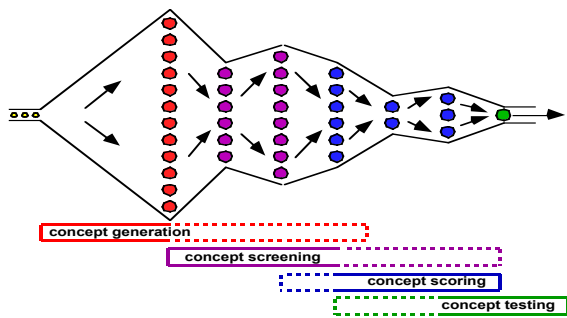 concept generation
concept screening
concept scoring
concept testing